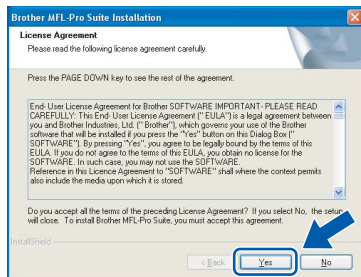 Brother MFL-Pro Suite Installation
License Agreement
Please read the following license agreement carefully.
Press the PAGE DOWN key to see the rest of the agreement.
End- User License Agreement for Brother SOFTWARE IMPORTANT- PLEASE READ
CAREFULLY: This End- User License Agreement (" EULA") is a legal agreement between
you and Brother Industries, Ltd. (" Brother"), which governs your use of the Brother
software that will be installed if you press the "Yes" button on this Dialog Box ("
SOFTWARE"). By pressing "Yes", you agree to be legally bound by the terms of this
EULA. If you do not agree to the terms of this EULA, you obtain no license for the
SOFTWARE. In such case, you may not use the SOFTWARE.
Reference in this Licence Agreement to "SOFTWARE" shall where the context permits
also include the media upon which it is stored.
Do you accept all the terms of the preceding License Agreement? If you select No, the setup
will close. To install Brother MFL-Pro Suite, you must accept this agreement.
InstallShield
< Back Yes No